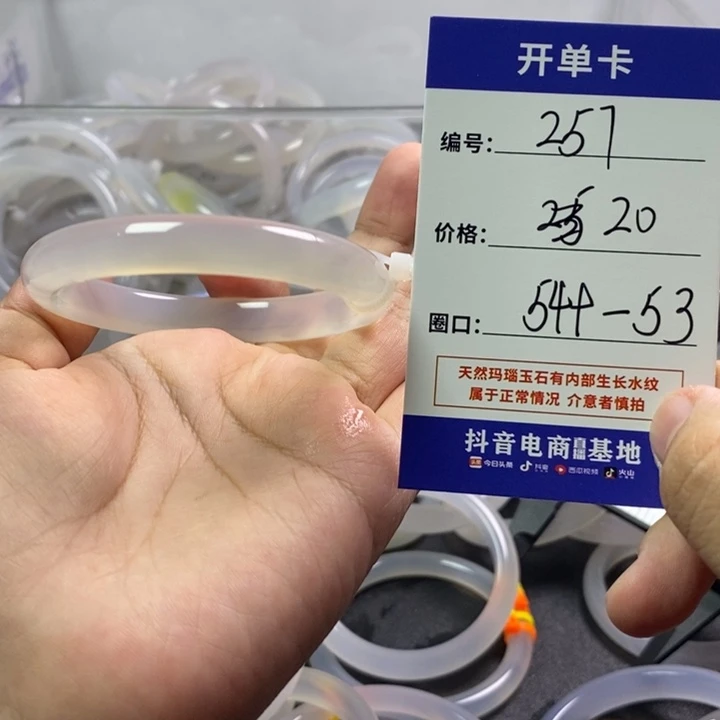 开单卡
编号: 257
价格: 20
圈口: 544-53
天然玛瑙玉石有内部生长水纹
属于正常情况 介意者慎拍
抖音电商直播基地
今日头条 抖音 西瓜视频 火山